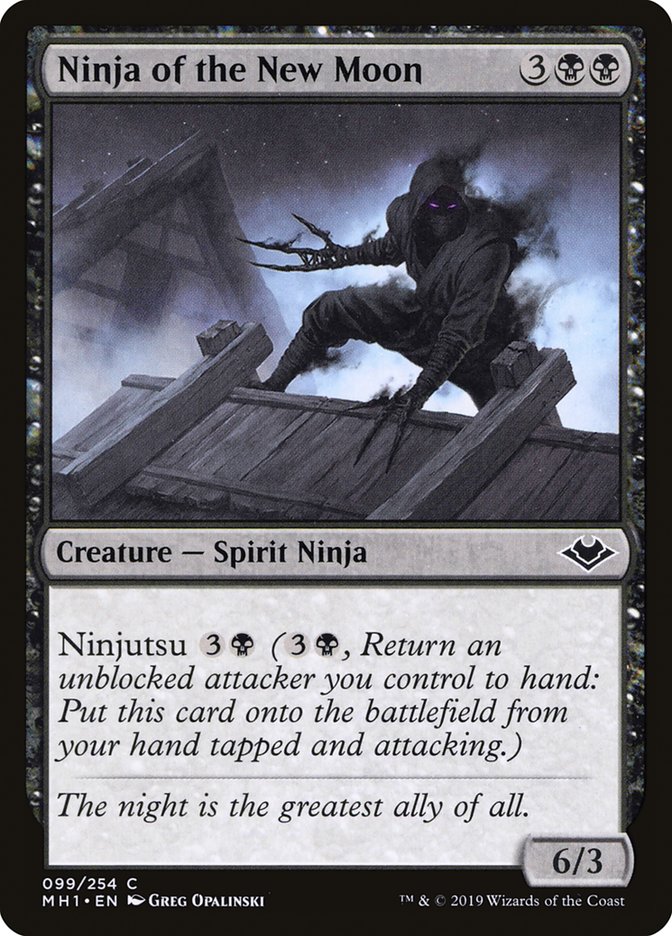 Ninja of the New Moon 3
Creature — Spirit Ninja
Ninjutsu 3 (3, Return an
unblocked attacker you control to hand:
Put this card onto the battlefield from
your hand tapped and attacking.)
The night is the greatest ally of all.
6/3
099/254 C
MH1•EN Greg Opalinski
™ & © 2019 Wizards of the Coast